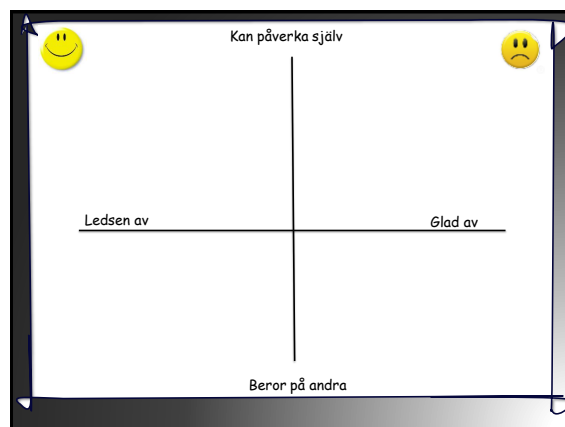 Kan påverka själv
Ledsen av
Glad av
Beror på andra